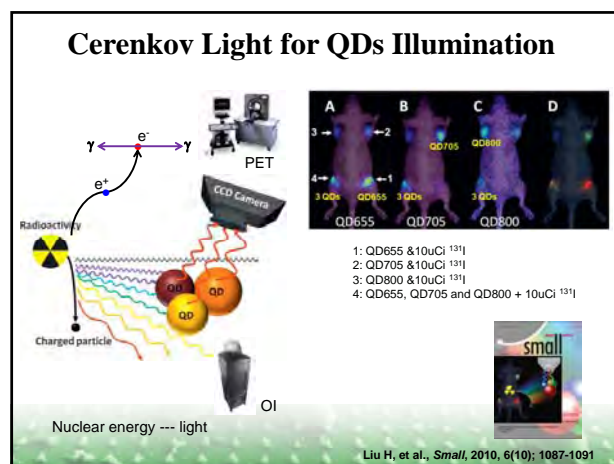 Cerenkov Light for QDs Illumination
e-
γ
γ
e+
PET
CCD Camera
Radioactivity
QD
QD
QD
Charged particle
OI
Nuclear energy --- light
A
B
C
D
3
2
QD705
QD800
4
1
3 QDs
QD655
3 QDs
3 QDs
QD655
QD705
QD800
1: QD655 &10uCi ¹³¹I
2: QD705 &10uCi ¹³¹I
3: QD800 &10uCi ¹³¹I
4: QD655, QD705 and QD800 + 10uCi ¹³¹I
small
Liu H, et al., Small, 2010, 6(10); 1087-1091